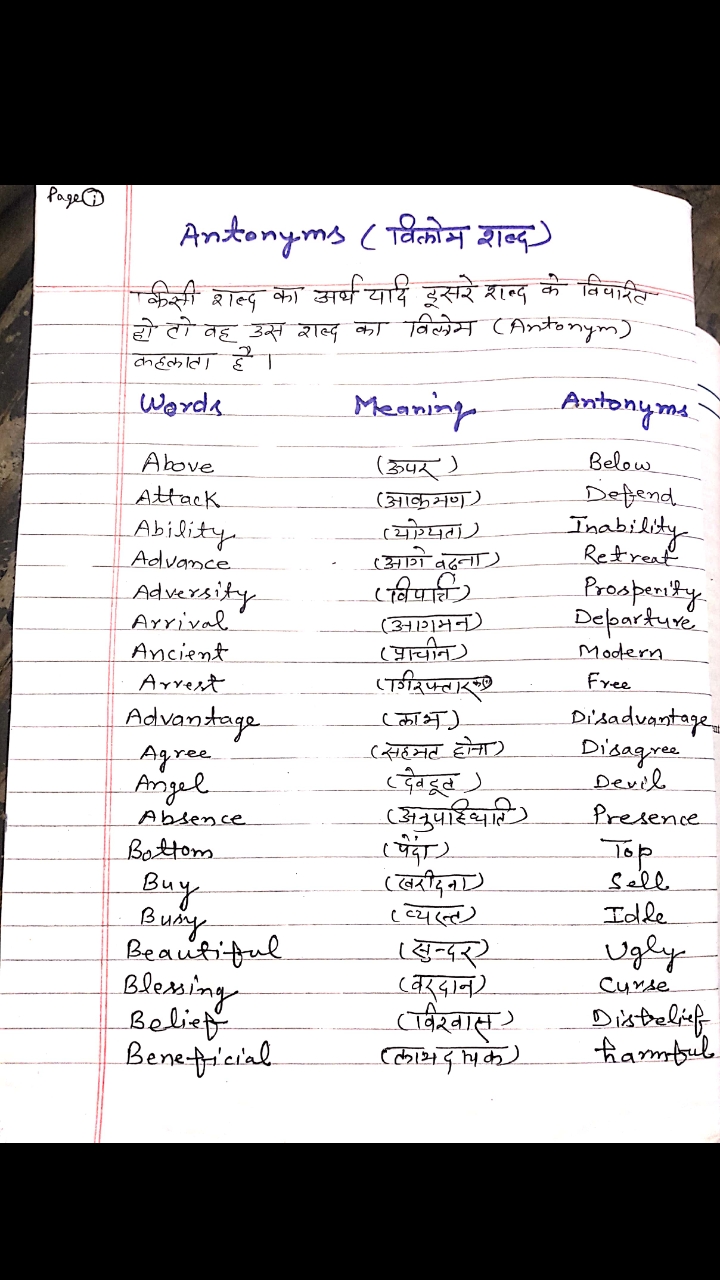 Page ①
Antonyms ( विलोम शब्द )
किसी शब्द का अर्थ यदि दूसरे शब्द के विपरित
हो तो वह उस शब्द का विलोम (Antonym)
कहलाता है ।
Words Meaning Antonyms
Above (ऊपर) Below
Attack (आक्रमण) Defend
Ability (योग्यता) Inability
Advance (आगे बढ़ना) Retreat
Adversity (विपत्ति) Prosperity
Arrival (आगमन) Departure
Ancient (प्राचीन) Modern
Arrest (गिरफ्तार) Free
Advantage (लाभ) Disadvantage
Agree (सहमत होना) Disagree
Angel (देवदूत) Devil
Absence (अनुपस्थिति) Presence
Bottom (पेंदा) Top
Buy (खरीदना) Sell
Busy (व्यस्त) Idle
Beautiful (सुन्दर) Ugly
Blessing (वरदान) Curse
Belief (विश्वास) Disbelief
Beneficial (लाभदायक) harmful